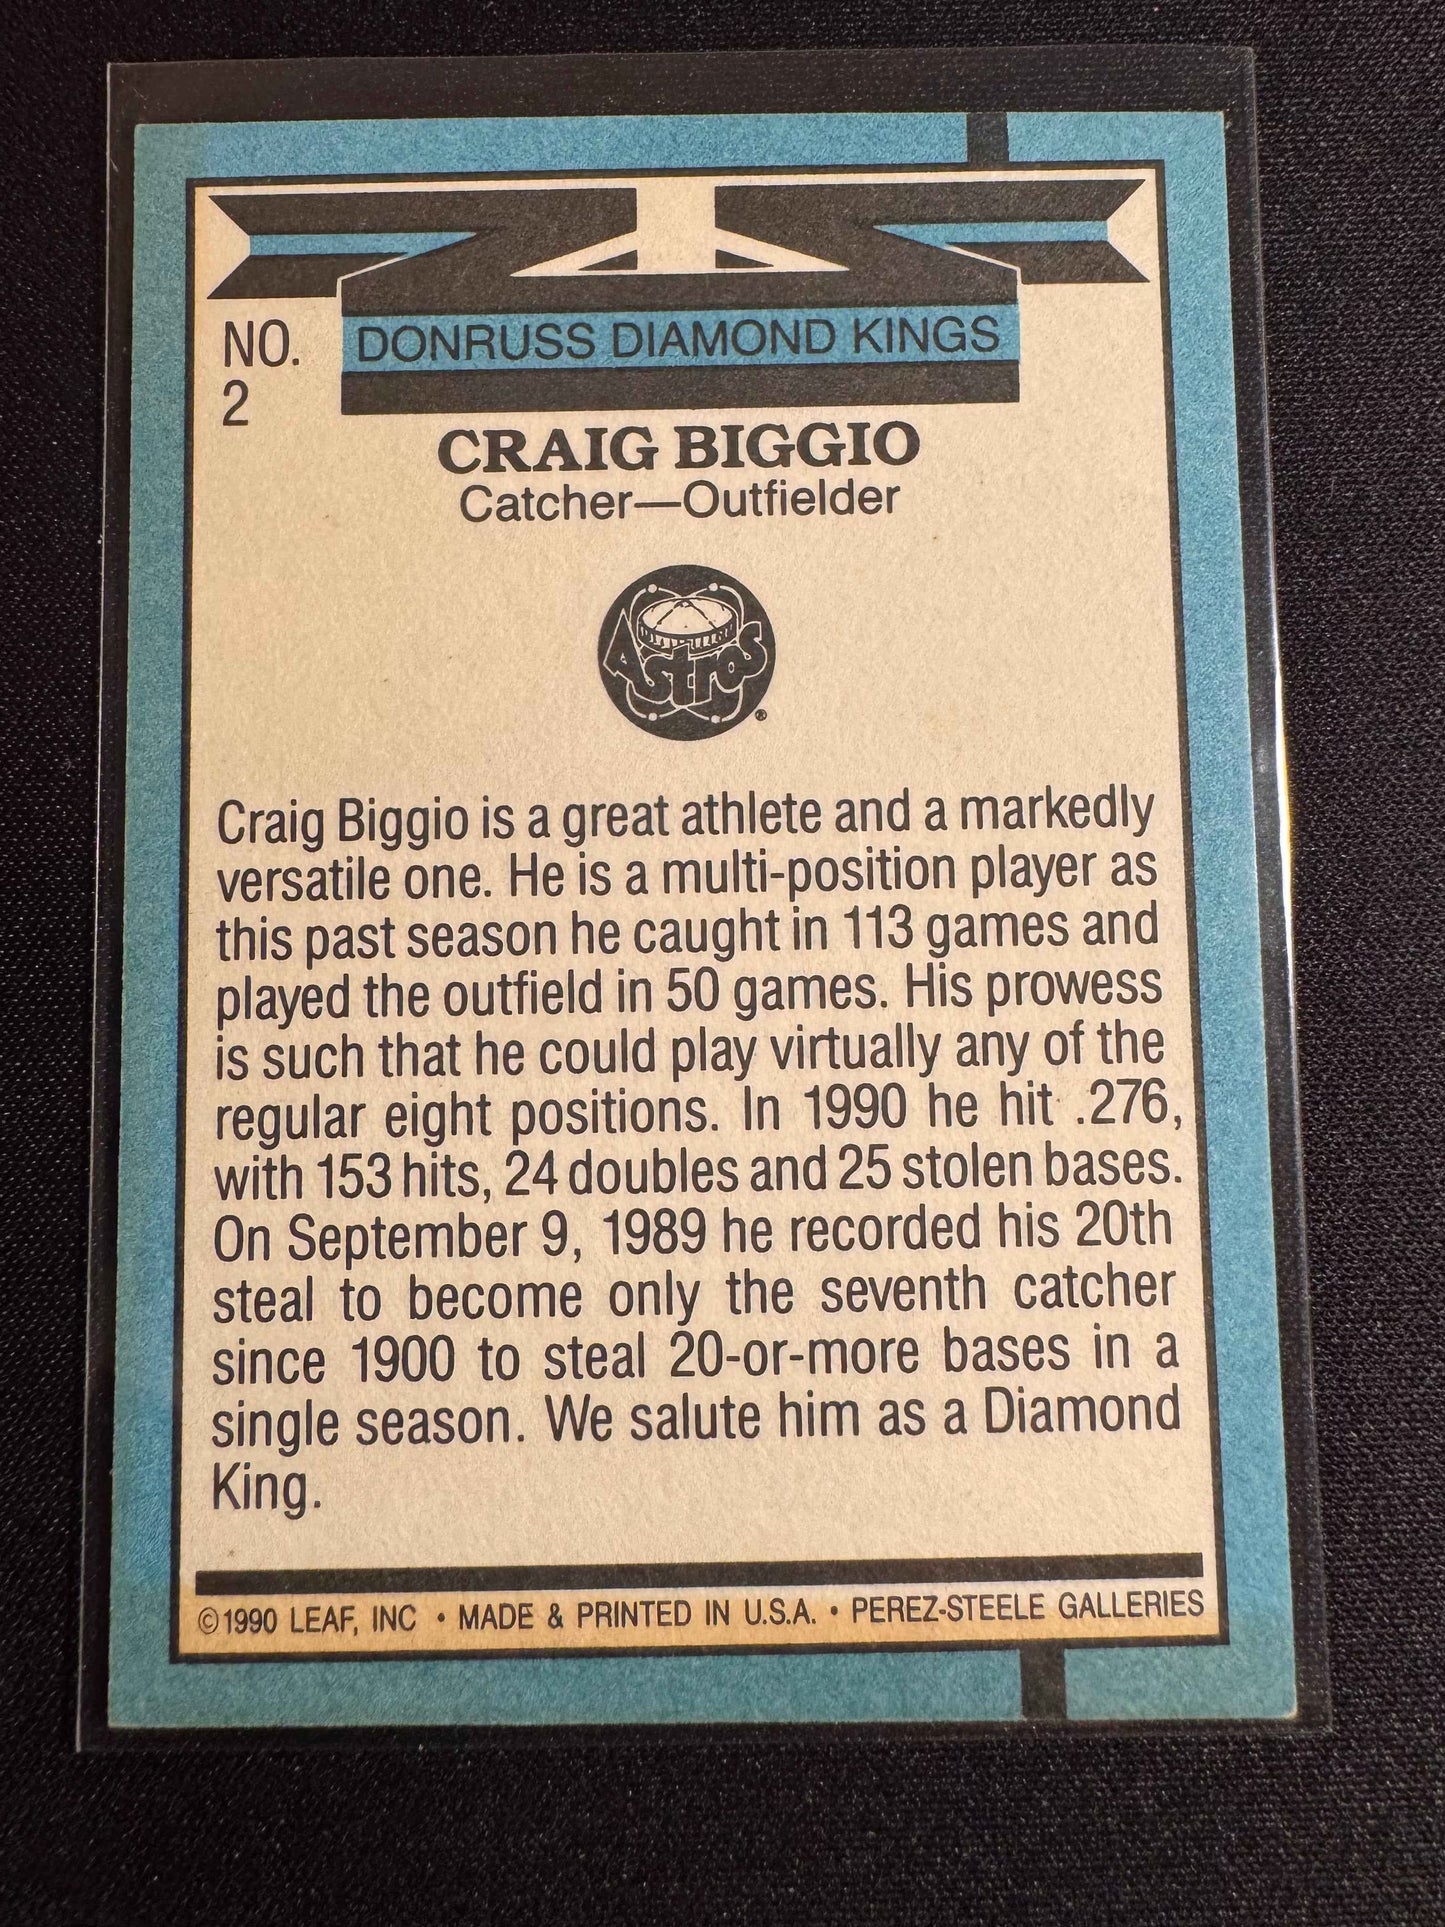 NO.
2
DONRUSS DIAMOND KINGS
CRAIG BIGGIO
Catcher—Outfielder
Astros
®
Craig Biggio is a great athlete and a markedly
versatile one. He is a multi-position player as
this past season he caught in 113 games and
played the outfield in 50 games. His prowess
is such that he could play virtually any of the
regular eight positions. In 1990 he hit .276,
with 153 hits, 24 doubles and 25 stolen bases.
On September 9, 1989 he recorded his 20th
steal to become only the seventh catcher
since 1900 to steal 20-or-more bases in a
single season. We salute him as a Diamond
King.
©1990 LEAF, INC • MADE & PRINTED IN U.S.A. • PEREZ-STEELE GALLERIES